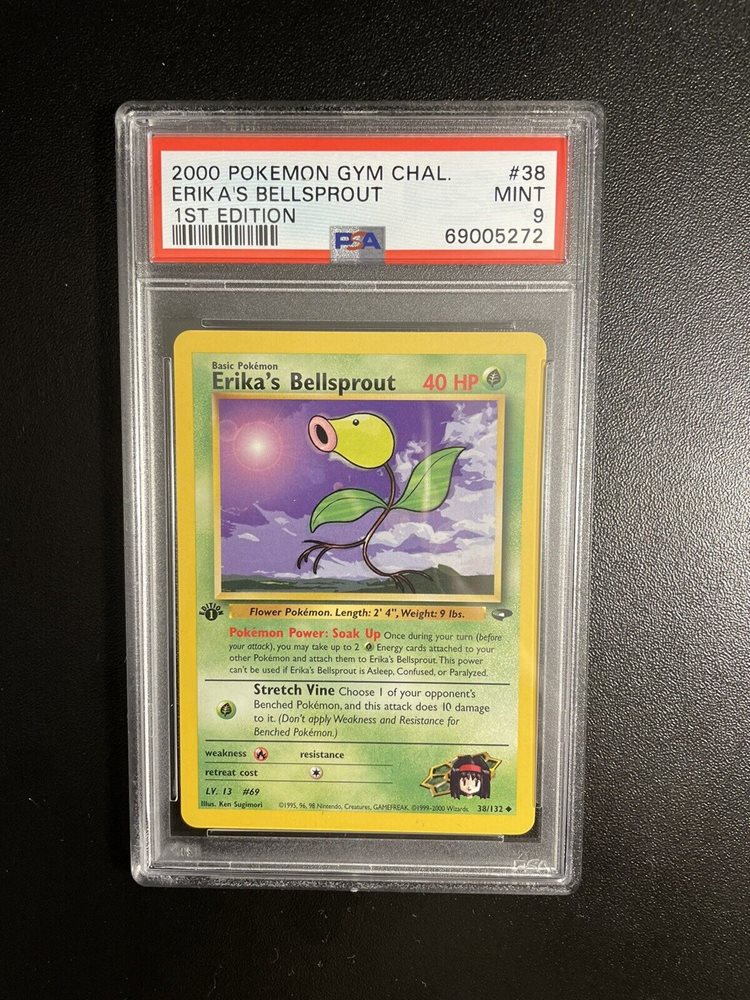 2000 POKEMON GYM CHAL. #38
ERIKA'S BELLSPROUT MINT
1ST EDITION 9
PSA 69005272
Basic Pokémon
Erika's Bellsprout 40 HP
EDITION 1
Flower Pokémon. Length: 2' 4", Weight: 9 lbs.
Pokémon Power: Soak Up Once during your turn (before
your attack), you may take up to 2 Energy cards attached to your
other Pokémon and attach them to Erika's Bellsprout. This power
can't be used if Erika's Bellsprout is Asleep, Confused, or Paralyzed.
Stretch Vine Choose 1 of your opponent's
Benched Pokémon, and this attack does 10 damage
to it. (Don't apply Weakness and Resistance for
Benched Pokémon.)
weakness resistance
retreat cost
LV. 13 #69
Illus. Ken Sugimori ©1995, 96, 98 Nintendo, Creatures, GAMEFREAK. ©1999-2000 Wizards. 38/132 ◆
PSA